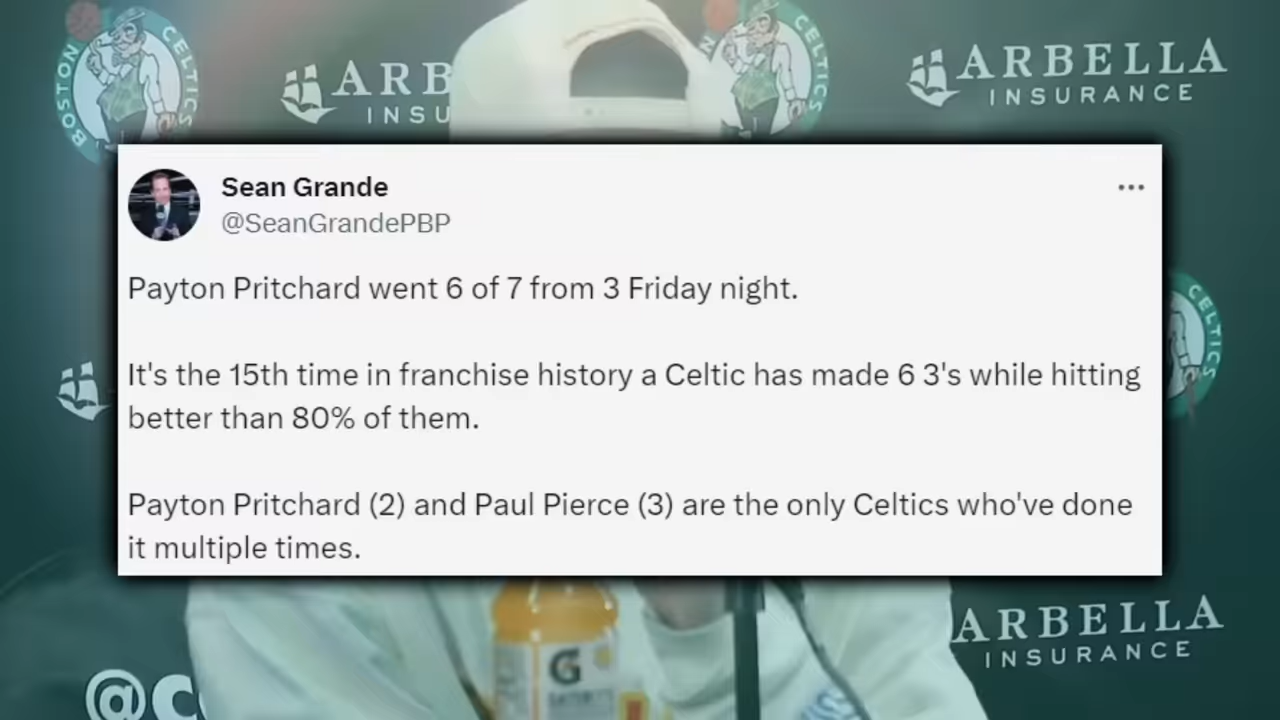 BOSTON CELTICS
ARB
INSU
CELTICS
ARBELLA
INSURANCE
Sean Grande
@SeanGrandePBP
Payton Pritchard went 6 of 7 from 3 Friday night.
It's the 15th time in franchise history a Celtic has made 6 3's while hitting
better than 80% of them.
Payton Pritchard (2) and Paul Pierce (3) are the only Celtics who've done
it multiple times.
CELTICS
G
ARBELLA
INSURANCE
@C